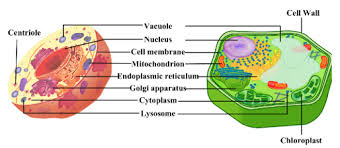 Cell Wall
Vacuole
Centriole
Nucleus
Cell membrane
Mitochondrion
Endoplasmic reticulum
Golgi apparatus
Cytoplasm
Lysosome
Chloroplast